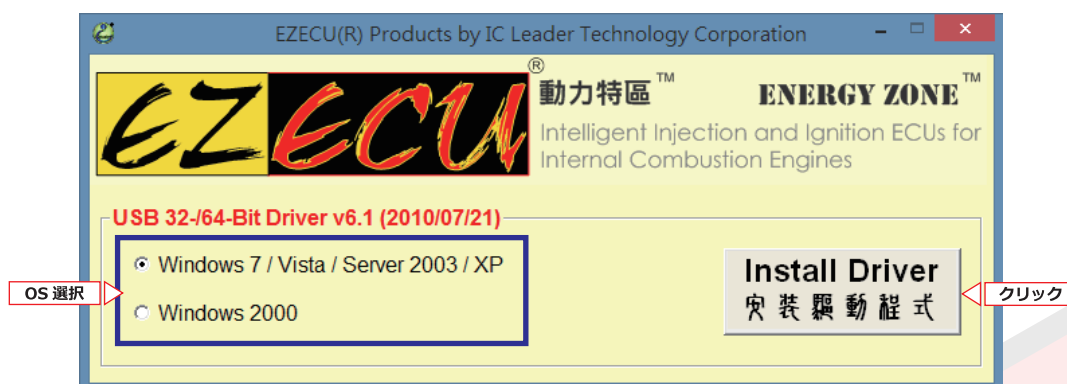 EZECU(R) Products by IC Leader Technology Corporation
EZ ECU®
動力特區™ ENERGY ZONE™
Intelligent Injection and Ignition ECUs for
Internal Combustion Engines
USB 32-/64-Bit Driver v6.1 (2010/07/21)
Windows 7 / Vista / Server 2003 / XP
Windows 2000
OS 選択
Install Driver
安裝驅動程式
クリック